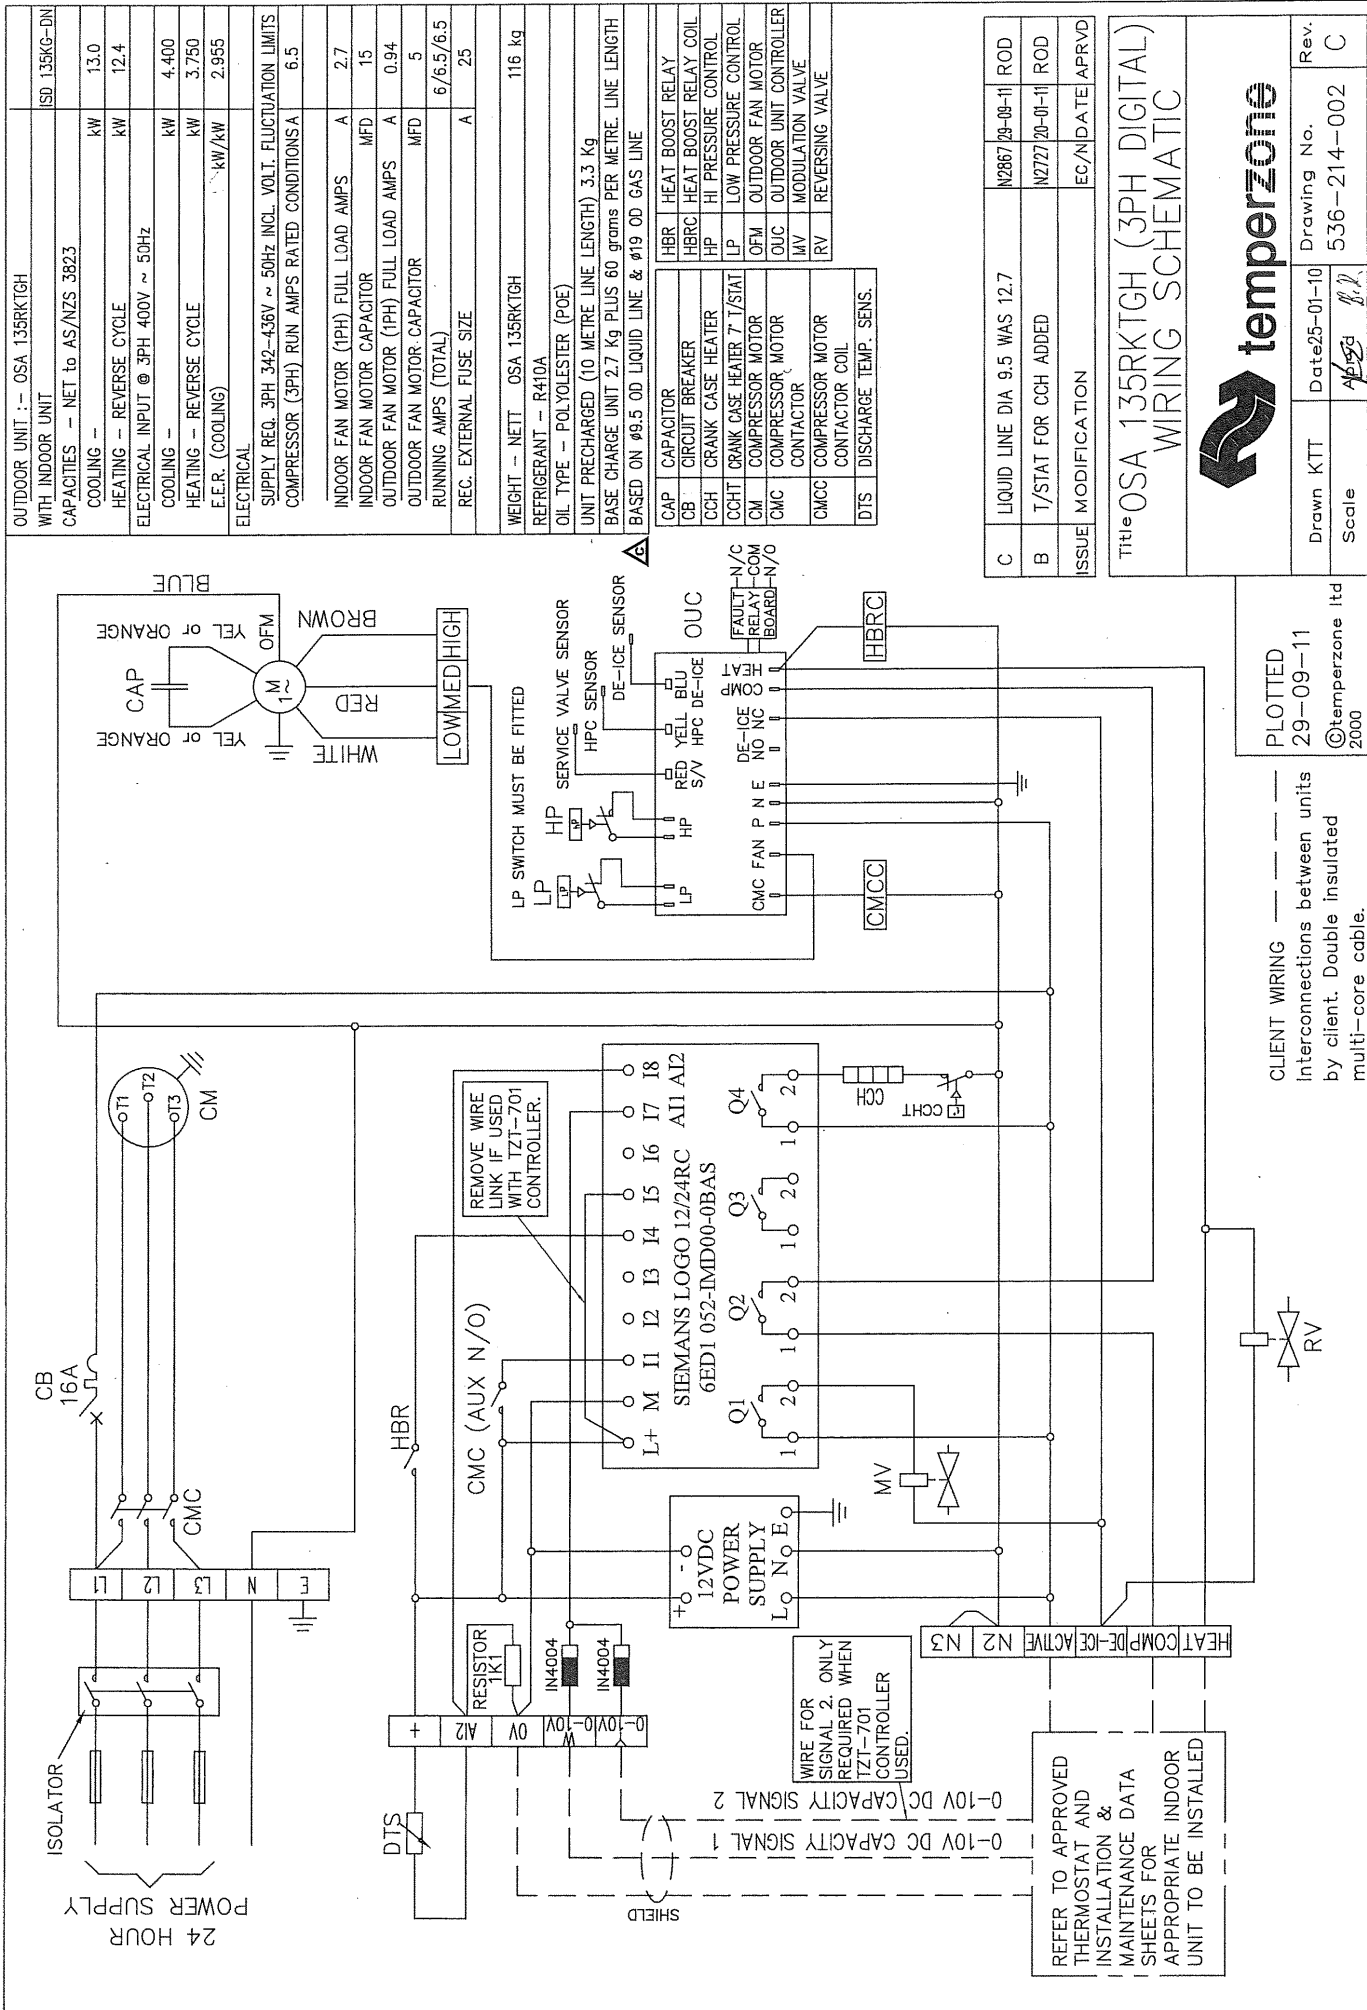 24 HOUR
POWER SUPPLY
ISOLATOR
L1
L2
L3
N
E
CMC
CB
16A
T1
T2
T3
CM
CAP
YEL or ORANGE
YEL or ORANGE
OFM
BLUE
M
1~
WHITE
RED
BROWN
LOW
MED
HIGH
DTS
+
AI2
0V
0-10V
W
0-10V
Y
RESISTOR
1K1
IN4004
IN4004
HBR
CMC (AUX N/O)
REMOVE WIRE
LINK IF USED
WITH TZT-701
CONTROLLER.
L+ M I1 I2 I3 I4 I5 I6 I7 I8
AI1 AI2
SIEMANS LOGO 12/24RC
6ED1 052-IMD00-0BAS
Q1 Q2 Q3 Q4
1 2 1 2 1 2 1 2
+ -
12VDC
POWER
SUPPLY
L N E
MV
CCH
CCHT
LP SWITCH MUST BE FITTED
LP
LP
HP
HP
SERVICE VALVE SENSOR
HPC SENSOR
DE-ICE SENSOR
OUC
LP
HP
RED YELL BLU
S/V HPC DE-ICE
CMC FAN P N E
DE-ICE
NO NC
COMP
HEAT
FAULT
RELAY
BOARD
N/C
COM
N/O
CMCC
HBRC
SHIELD
0-10V DC CAPACITY SIGNAL 1
0-10V DC CAPACITY SIGNAL 2
WIRE FOR
SIGNAL 2. ONLY
REQUIRED WHEN
TZT-701
CONTROLLER
USED.
N3
N2
ACTIVE
DE-ICE
COMP
HEAT
RV
REFER TO APPROVED
THERMOSTAT AND
INSTALLATION &
MAINTENANCE DATA
SHEETS FOR
APPROPRIATE INDOOR
UNIT TO BE INSTALLED
CLIENT WIRING
Interconnections between units
by client. Double insulated
multi-core cable.
PLOTTED
29-09-11
©temperzone ltd
2000
OUTDOOR UNIT :- OSA 135RKTGH
WITH INDOOR UNIT ISD 135KG-DN
CAPACITIES - NET to AS/NZS 3823
COOLING - kW 13.0
HEATING - REVERSE CYCLE kW 12.4
ELECTRICAL INPUT @ 3PH 400V ~ 50Hz
COOLING - kW 4.400
HEATING - REVERSE CYCLE kW 3.750
E.E.R. (COOLING) kW/kW 2.955
ELECTRICAL
SUPPLY REQ. 3PH 342-436V ~ 50Hz INCL. VOLT. FLUCTUATION LIMITS
COMPRESSOR (3PH) RUN AMPS RATED CONDITIONS A 6.5
INDOOR FAN MOTOR (1PH) FULL LOAD AMPS A 2.7
INDOOR FAN MOTOR CAPACITOR MFD 15
OUTDOOR FAN MOTOR (1PH) FULL LOAD AMPS A 0.94
OUTDOOR FAN MOTOR CAPACITOR MFD 5
RUNNING AMPS (TOTAL) 6/6.5/6.5
REC. EXTERNAL FUSE SIZE A 25
WEIGHT - NETT OSA 135RKTGH 116 kg
REFRIGERANT - R410A
OIL TYPE - POLYOLESTER (POE)
UNIT PRECHARGED (10 METRE LINE LENGTH) 3.3 Kg
BASE CHARGE UNIT 2.7 Kg PLUS 60 grams PER METRE. LINE LENGTH
BASED ON ø9.5 OD LIQUID LINE & ø19 OD GAS LINE
C
CAP CAPACITOR
CB CIRCUIT BREAKER
CCH CRANK CASE HEATER
CCHT CRANK CASE HEATER 7° T/STAT
CM COMPRESSOR MOTOR
CMC COMPRESSOR MOTOR
CONTACTOR
CMCC COMPRESSOR MOTOR
CONTACTOR COIL
DTS DISCHARGE TEMP. SENS.
HBR HEAT BOOST RELAY
HBRC HEAT BOOST RELAY COIL
HP HI PRESSURE CONTROL
LP LOW PRESSURE CONTROL
OFM OUTDOOR FAN MOTOR
OUC OUTDOOR UNIT CONTROLLER
MV MODULATION VALVE
RV REVERSING VALVE
C LIQUID LINE DIA 9.5 WAS 12.7 N2867 29-09-11 ROD
B T/STAT FOR CCH ADDED N2727 20-01-11 ROD
ISSUE MODIFICATION EC/N DATE APRVD
Title OSA 135RKTGH (3PH DIGITAL)
WIRING SCHEMATIC
temperzone
Drawn KTT
Date25-01-10
Drawing No.
536-214-002
Rev.
C
Scale